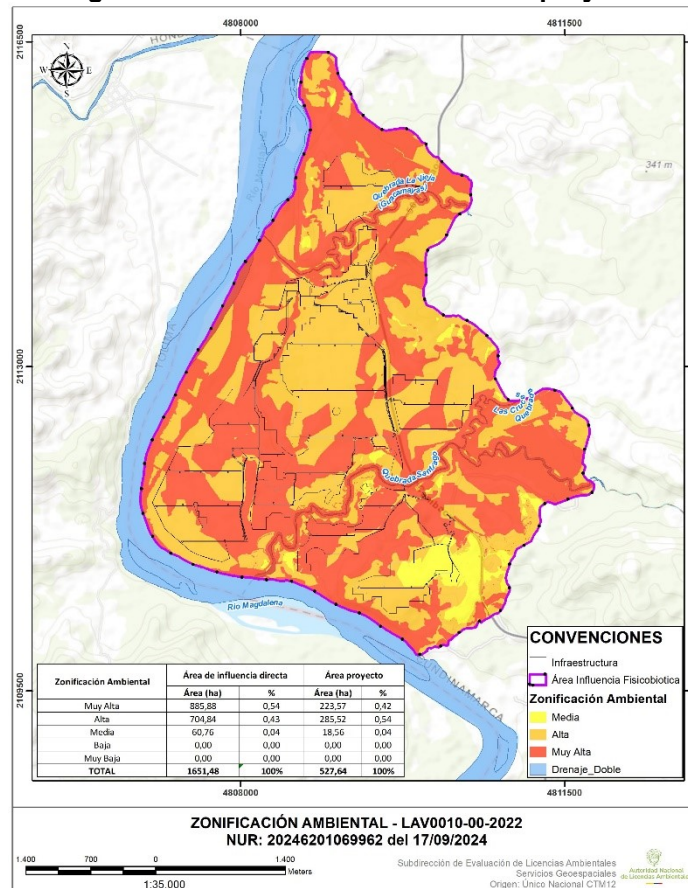 4808000
4811500
2116500
2113000
2109500
N
W
E
S
341 m
Quebrada La Vieja
(Guacamayas)
Las Cruces
Quebrada
Quebrada Santiago
Río Magdalena
CONVENCIONES
Infraestructura
Área Influencia Fisicobiotica
Zonificación Ambiental
Media
Alta
Muy Alta
Drenaje_Doble
Zonificación Ambiental Área de influencia directa Área proyecto
Área (ha) % Área (ha) %
Muy Alta 885,88 0,54 223,57 0,42
Alta 704,84 0,43 285,52 0,54
Media 60,76 0,04 18,56 0,04
Baja 0,00 0,00 0,00 0,00
Muy Baja 0,00 0,00 0,00 0,00
TOTAL 1651,48 100% 527,64 100%
4808000
4811500
ZONIFICACIÓN AMBIENTAL - LAV0010-00-2022
NUR: 20246201069962 del 17/09/2024
1.400 700 0 1.400
Meters
1:35.000
Subdirección de Evaluación de Licencias Ambientales
Servicios Geoespaciales
Origen: Único Nacional CTM12
Autoridad Nacional
de Licencias Ambientales